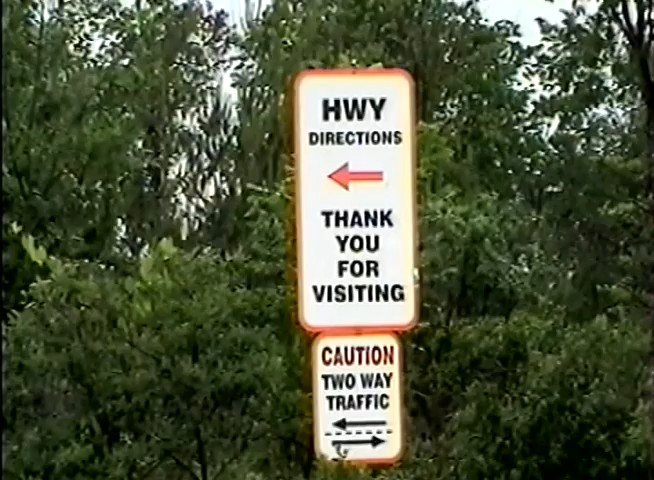 HWY
DIRECTIONS
THANK
YOU
FOR
VISITING
CAUTION
TWO WAY
TRAFFIC